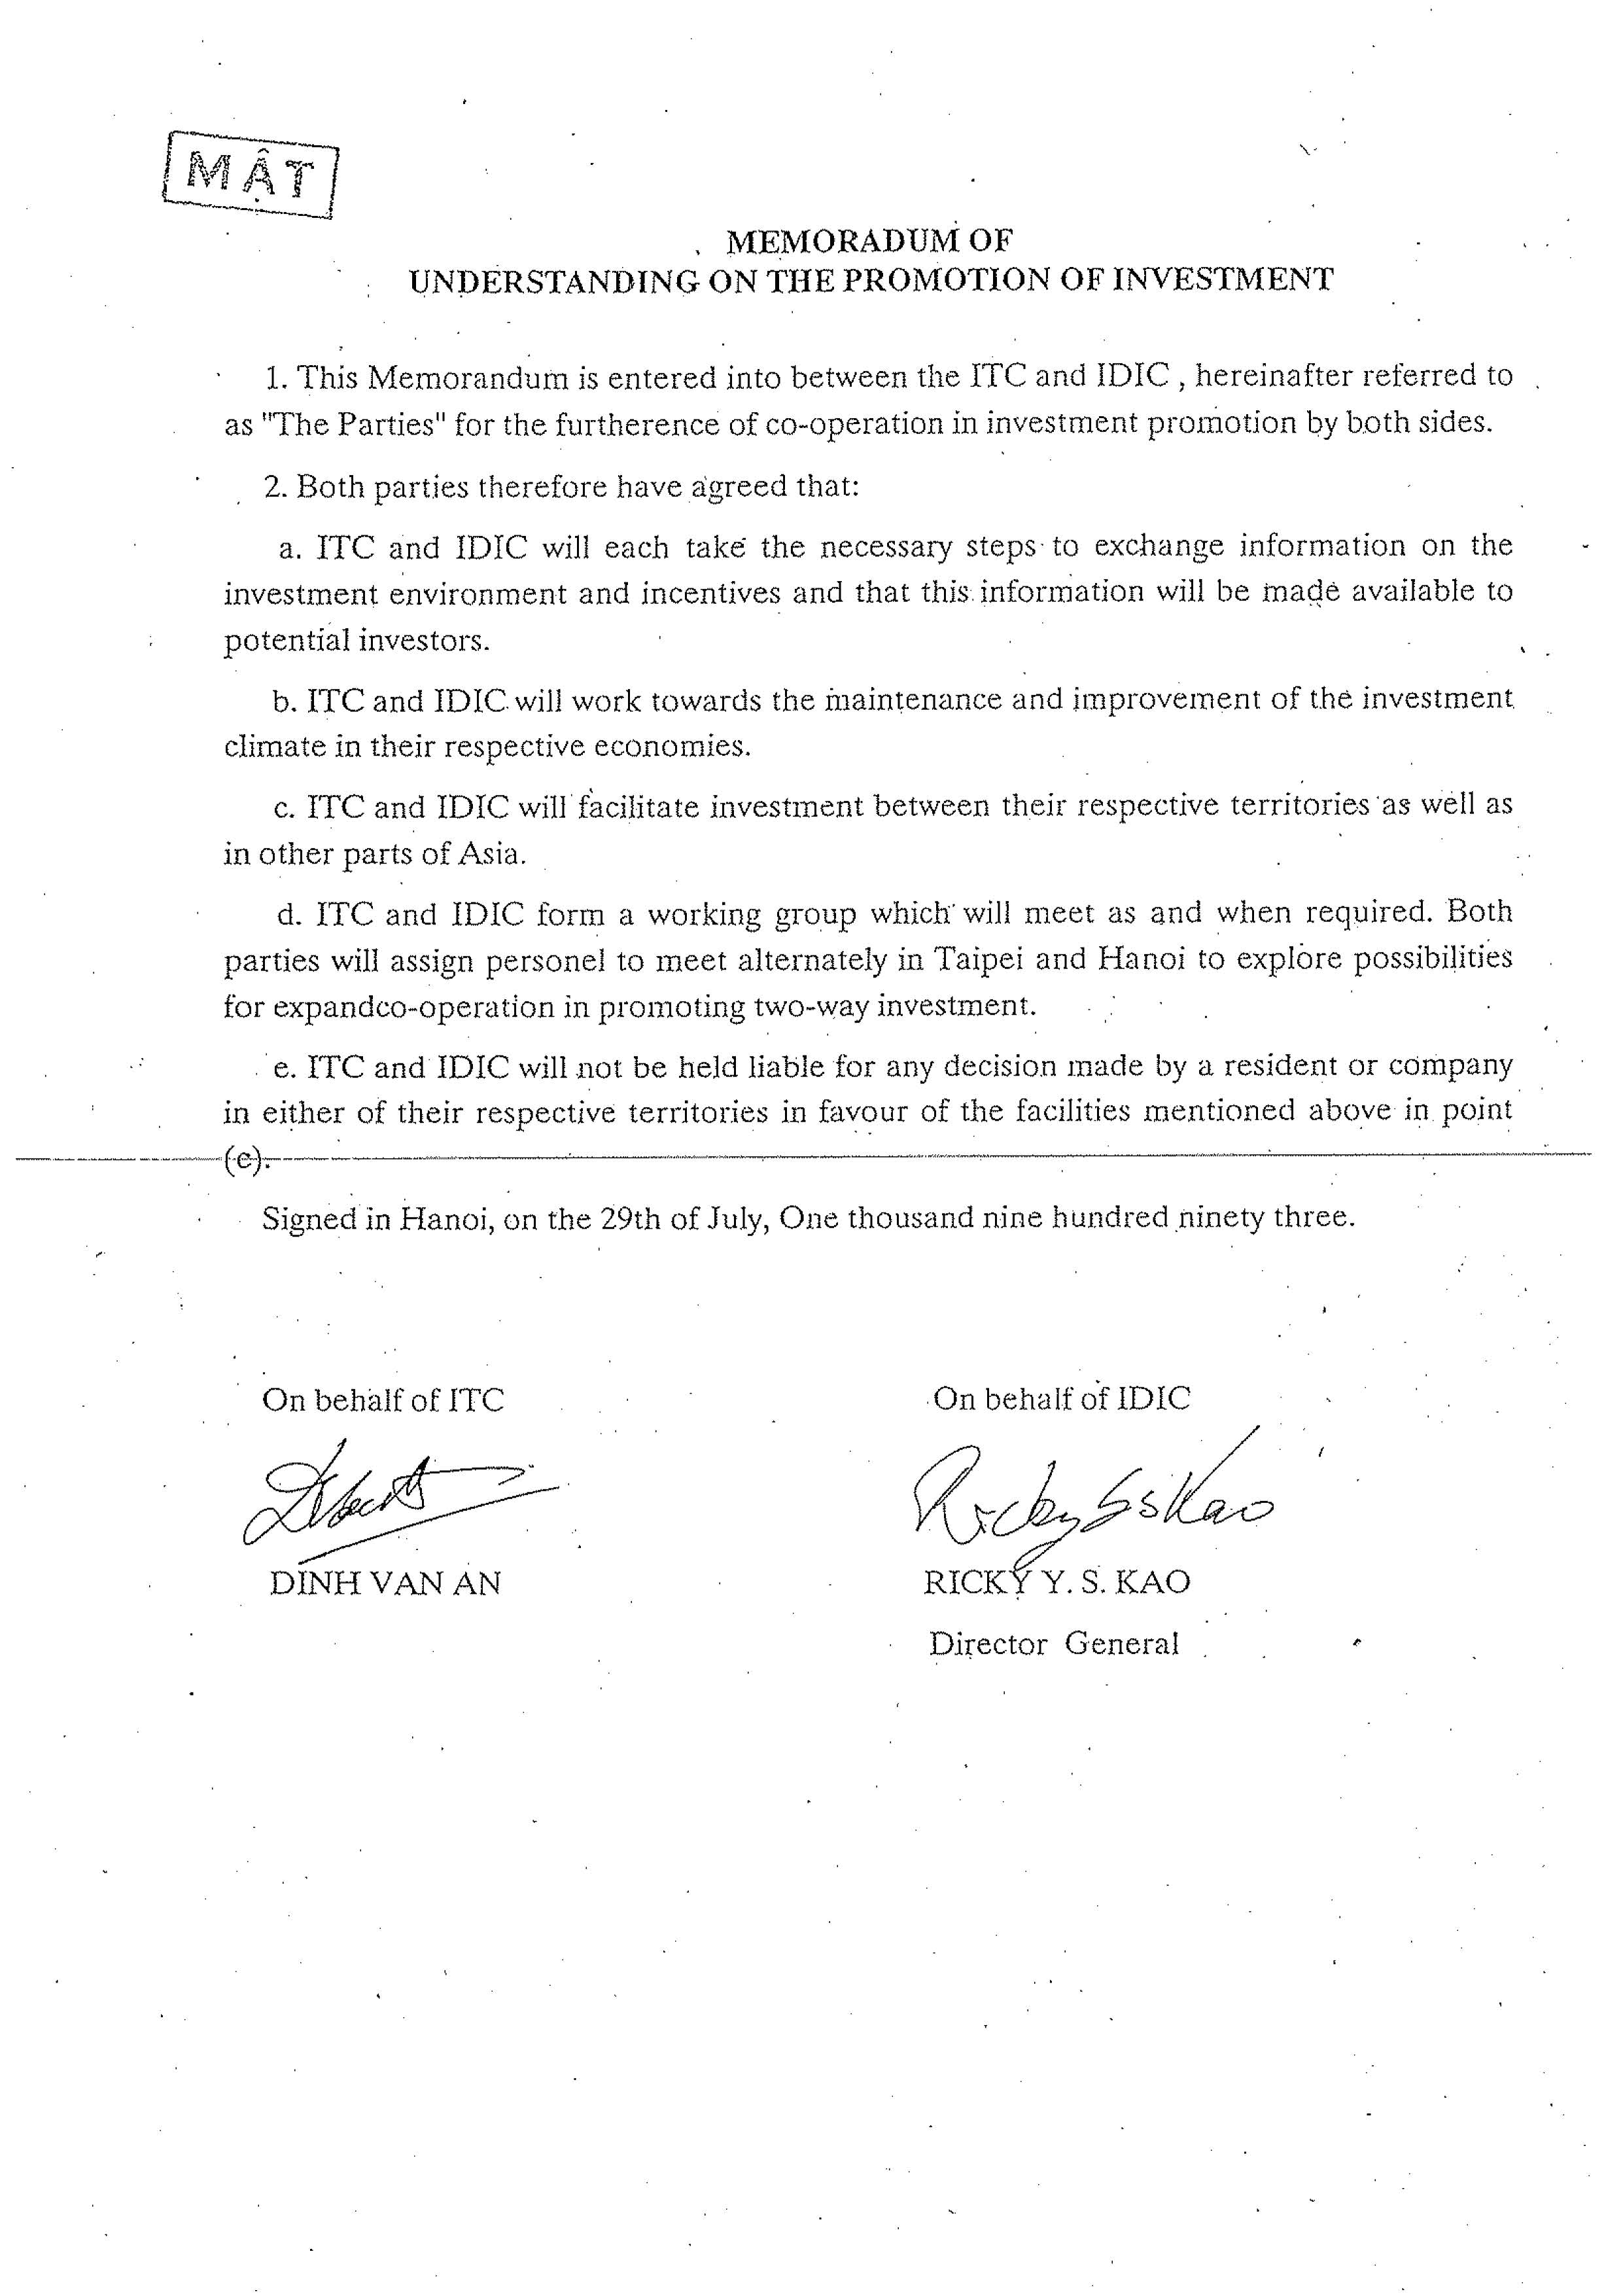 MẬT
MEMORADUM OF
UNDERSTANDING ON THE PROMOTION OF INVESTMENT
1. This Memorandum is entered into between the ITC and IDIC , hereinafter referred to
as "The Parties" for the furtherence of co-operation in investment promotion by both sides.
2. Both parties therefore have agreed that:
a. ITC and IDIC will each take the necessary steps to exchange information on the
investment environment and incentives and that this information will be made available to
potential investors.
b. ITC and IDIC will work towards the maintenance and improvement of the investment
climate in their respective economies.
c. ITC and IDIC will facilitate investment between their respective territories as well as
in other parts of Asia.
d. ITC and IDIC form a working group which will meet as and when required. Both
parties will assign personel to meet alternately in Taipei and Hanoi to explore possibilities
for expandco-operation in promoting two-way investment.
e. ITC and IDIC will not be held liable for any decision made by a resident or company
in either of their respective territories in favour of the facilities mentioned above in point
(c).
Signed in Hanoi, on the 29th of July, One thousand nine hundred ninety three.
On behalf of ITC On behalf of IDIC
Ricky Y S Kao
DINH VAN AN RICKY Y. S. KAO
Director General